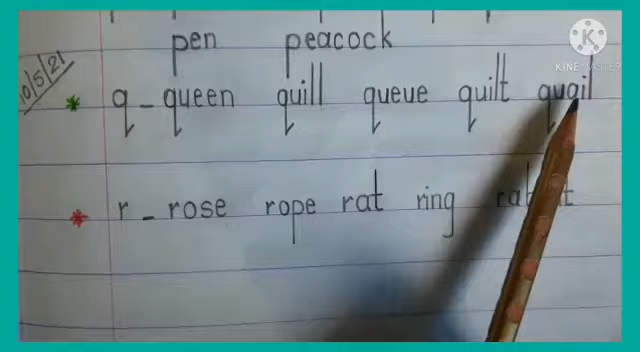 pen peacock
10/5/21
* q - queen quill queue quilt quail
* r - rose rope rat ring
KINEMASTER